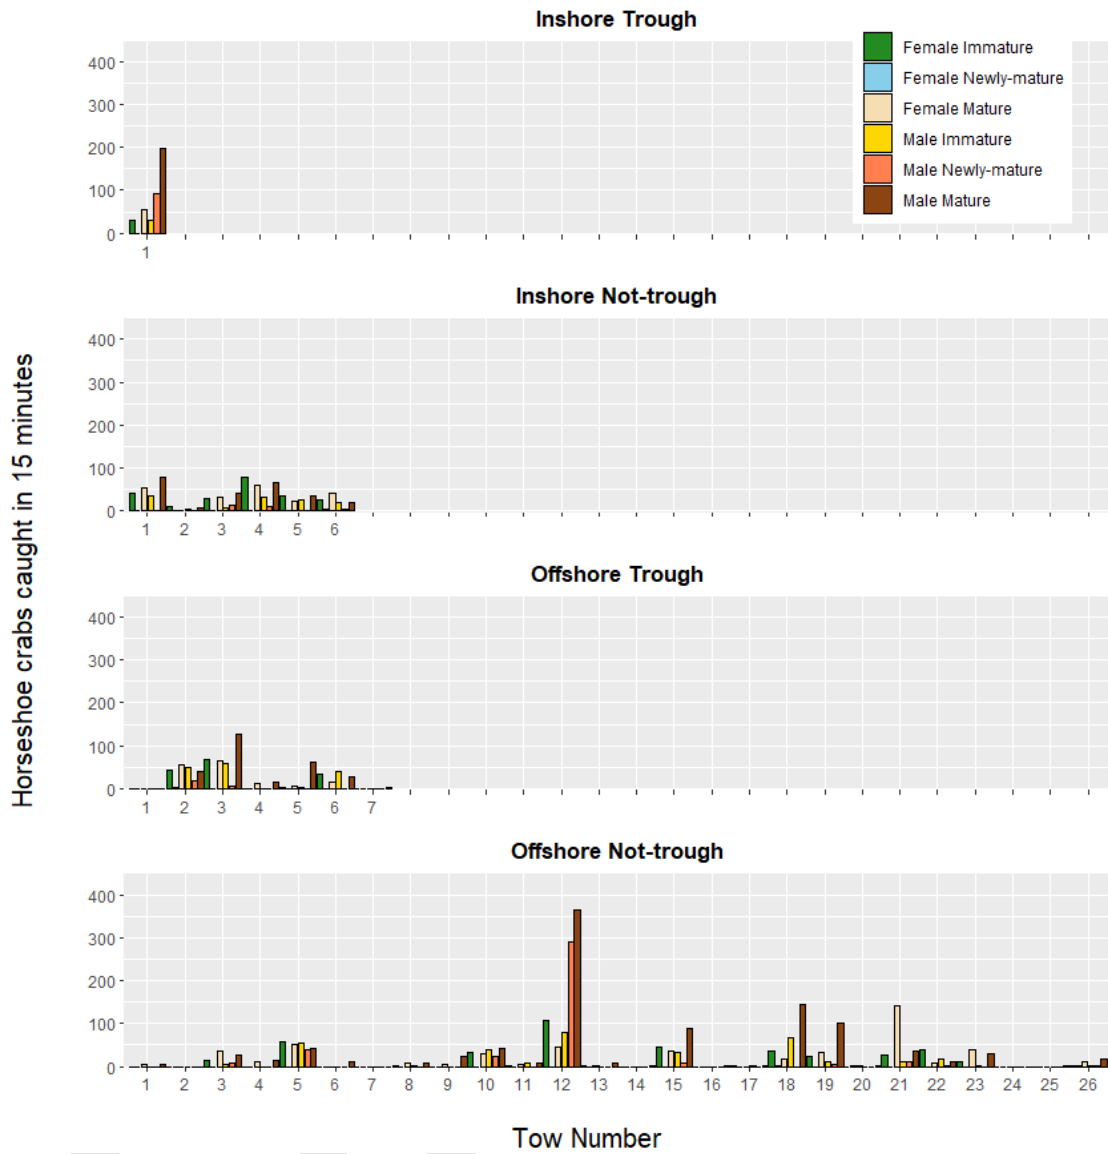 Inshore Trough
Female Immature
Female Newly-mature
Female Mature
Male Immature
Male Newly-mature
Male Mature
400
300
200
100
0
1
Inshore Not-trough
400
300
200
100
0
1 2 3 4 5 6
Offshore Trough
400
300
200
100
0
1 2 3 4 5 6 7
Offshore Not-trough
400
300
200
100
0
1 2 3 4 5 6 7 8 9 10 11 12 13 14 15 16 17 18 19 20 21 22 23 24 25 26
Horseshoe crabs caught in 15 minutes
Tow Number